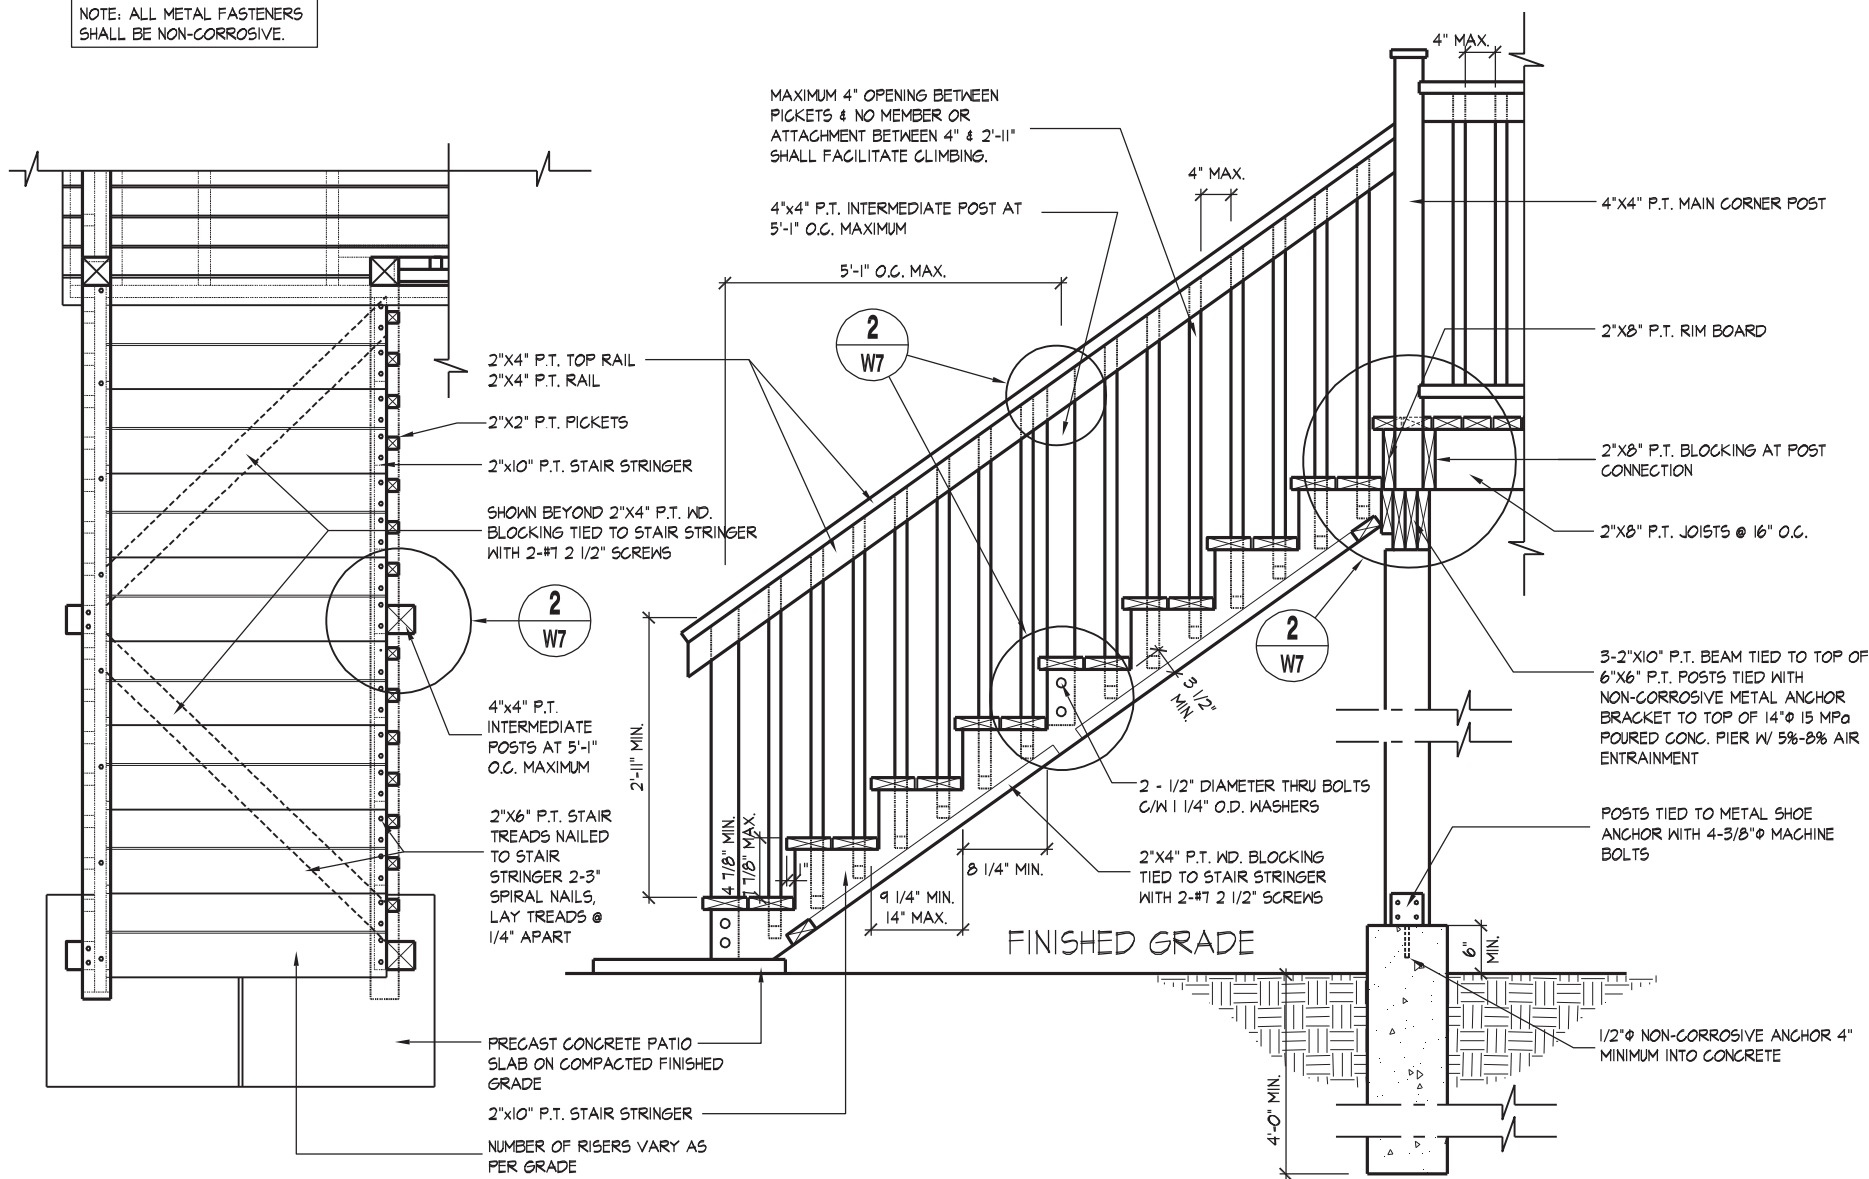 NOTE: ALL METAL FASTENERS
SHALL BE NON-CORROSIVE.
MAXIMUM 4" OPENING BETWEEN
PICKETS & NO MEMBER OR
ATTACHMENT BETWEEN 4" & 2'-11"
SHALL FACILITATE CLIMBING.
4"x4" P.T. INTERMEDIATE POST AT
5'-1" O.C. MAXIMUM
5'-1" O.C. MAX.
4" MAX.
4" MAX.
2
W7
2"X4" P.T. TOP RAIL
2"X4" P.T. RAIL
2"X2" P.T. PICKETS
2"x10" P.T. STAIR STRINGER
SHOWN BEYOND 2"X4" P.T. WD.
BLOCKING TIED TO STAIR STRINGER
WITH 2-#7 2 1/2" SCREWS
2
W7
4"x4" P.T.
INTERMEDIATE
POSTS AT 5'-1"
O.C. MAXIMUM
2"X6" P.T. STAIR
TREADS NAILED
TO STAIR
STRINGER 2-3"
SPIRAL NAILS,
LAY TREADS @
1/4" APART
PRECAST CONCRETE PATIO
SLAB ON COMPACTED FINISHED
GRADE
2"x10" P.T. STAIR STRINGER
NUMBER OF RISERS VARY AS
PER GRADE
2'-11" MIN.
4 7/8" MIN.
7 7/8" MAX.
1"
9 1/4" MIN.
14" MAX.
8 1/4" MIN.
3 1/2"
MIN.
2
W7
2 - 1/2" DIAMETER THRU BOLTS
C/W 1 1/4" O.D. WASHERS
2"X4" P.T. WD. BLOCKING
TIED TO STAIR STRINGER
WITH 2-#7 2 1/2" SCREWS
FINISHED GRADE
4"X4" P.T. MAIN CORNER POST
2"X8" P.T. RIM BOARD
2"X8" P.T. BLOCKING AT POST
CONNECTION
2"X8" P.T. JOISTS @ 16" O.C.
3-2"X10" P.T. BEAM TIED TO TOP OF
6"X6" P.T. POSTS TIED WITH
NON-CORROSIVE METAL ANCHOR
BRACKET TO TOP OF 14"Φ 15 MPa
POURED CONC. PIER W/ 5%-8% AIR
ENTRAINMENT
POSTS TIED TO METAL SHOE
ANCHOR WITH 4-3/8"Φ MACHINE
BOLTS
6"
MIN.
1/2"Φ NON-CORROSIVE ANCHOR 4"
MINIMUM INTO CONCRETE
4'-0" MIN.